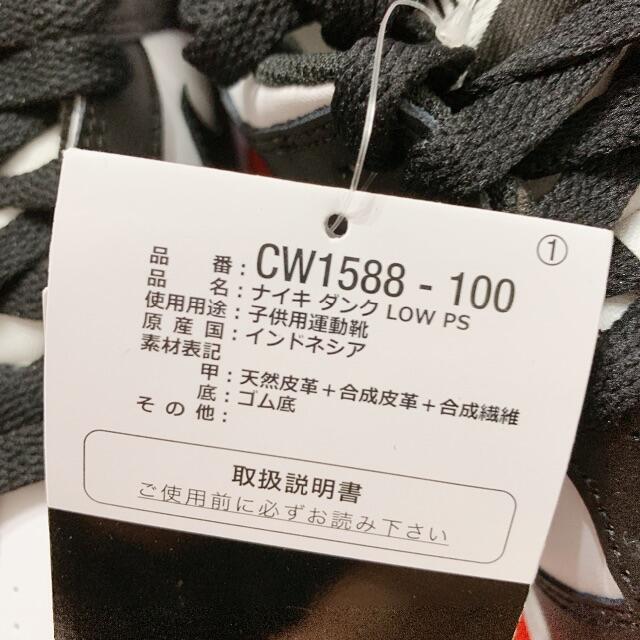 ①
品番：CW1588 - 100
品名：ナイキ ダンク LOW PS
使用用途：子供用運動靴
原産国：インドネシア
素材表記
甲：天然皮革＋合成皮革＋合成繊維
底：ゴム底
その他：
取扱説明書
ご使用前に必ずお読み下さい